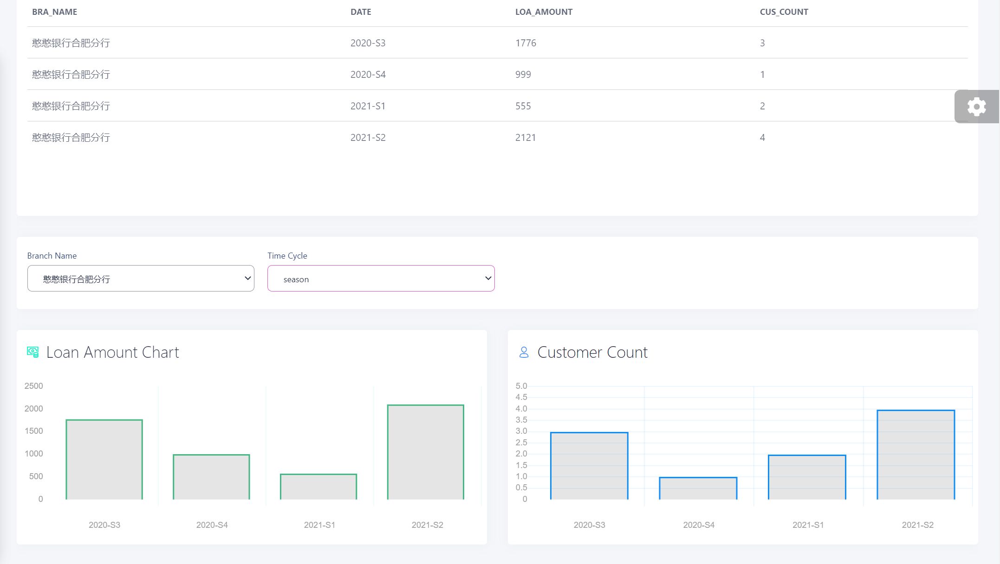 BRA_NAME DATE LOA_AMOUNT CUS_COUNT
憨憨银行合肥分行 2020-S3 1776 3
憨憨银行合肥分行 2020-S4 999 1
憨憨银行合肥分行 2021-S1 555 2
憨憨银行合肥分行 2021-S2 2121 4
Branch Name Time Cycle
憨憨银行合肥分行 season
Loan Amount Chart
2500
2000
1500
1000
500
0
2020-S3 2020-S4 2021-S1 2021-S2
Customer Count
5.0
4.5
4.0
3.5
3.0
2.5
2.0
1.5
1.0
0.5
0
2020-S3 2020-S4 2021-S1 2021-S2